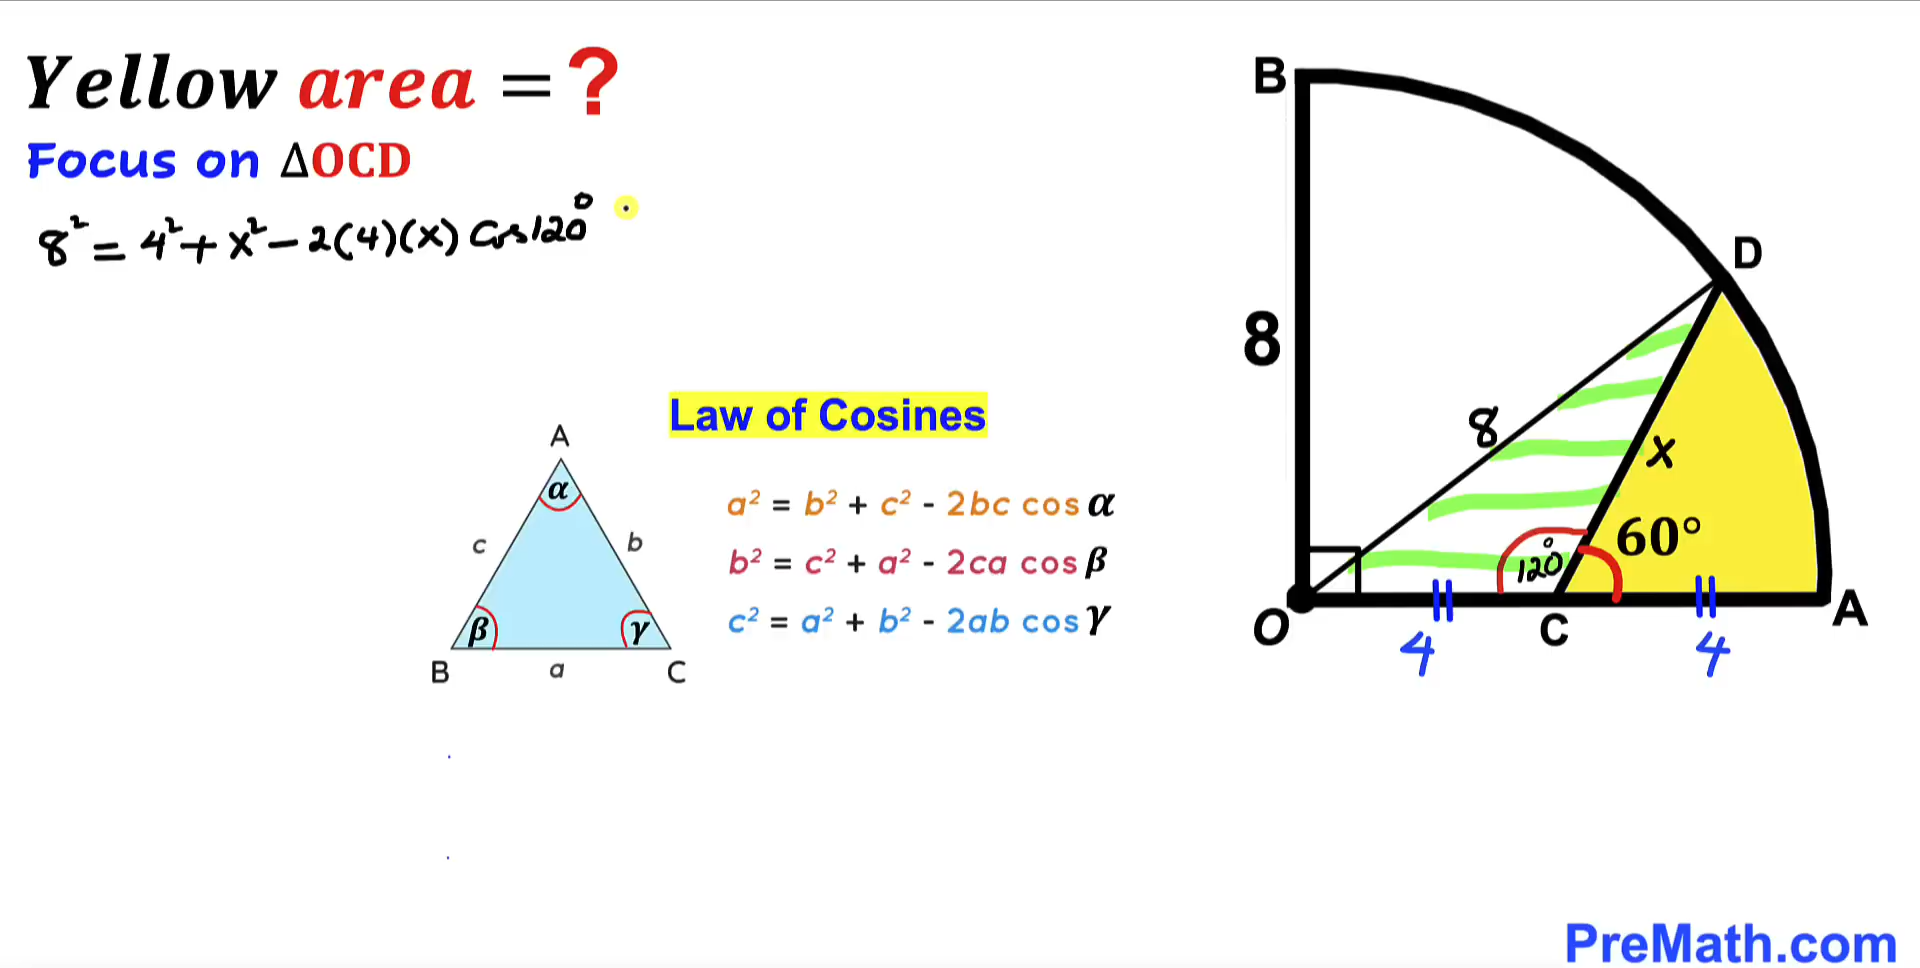 Yellow area = ?
Focus on ΔOCD
8² = 4² + x² - 2(4)(x) Cos120°
Law of Cosines
A
α
c
b
a² = b² + c² - 2bc cos α
b² = c² + a² - 2ca cos β
c² = a² + b² - 2ab cos γ
β
γ
B
a
C
B
D
8
8
x
60°
120°
O
C
A
4
4
PreMath.com